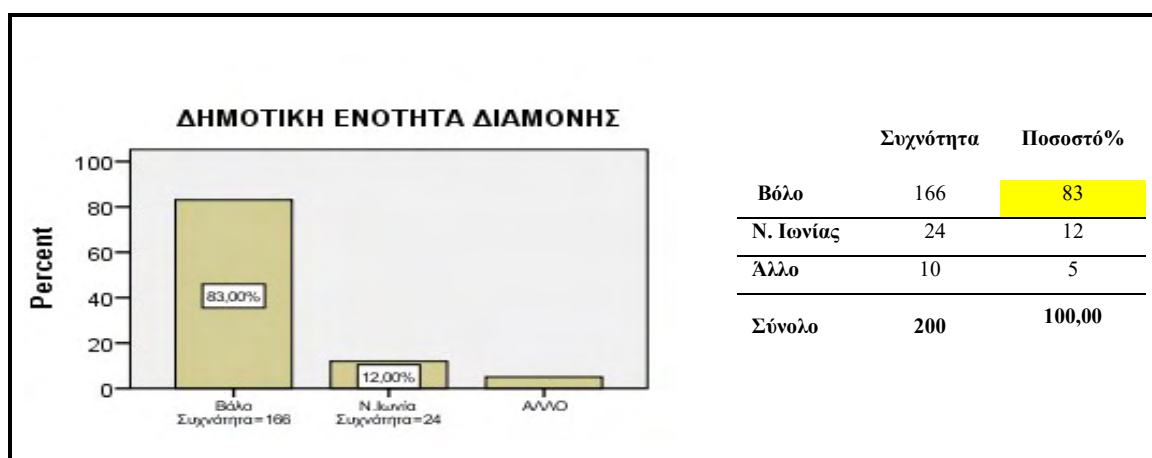 ΔΗΜΟΤΙΚΗ ΕΝΟΤΗΤΑ ΔΙΑΜΟΝΗΣ
Percent
100
80
60
40
20
0
83,00%
12,00%
Βόλο
Συχνότητα=166
Ν.Ιωνία
Συχνότητα=24
ΑΛΛΟ
Συχνότητα Ποσοστό%
Βόλο 166 83
Ν. Ιωνίας 24 12
Άλλο 10 5
Σύνολο 200 100,00